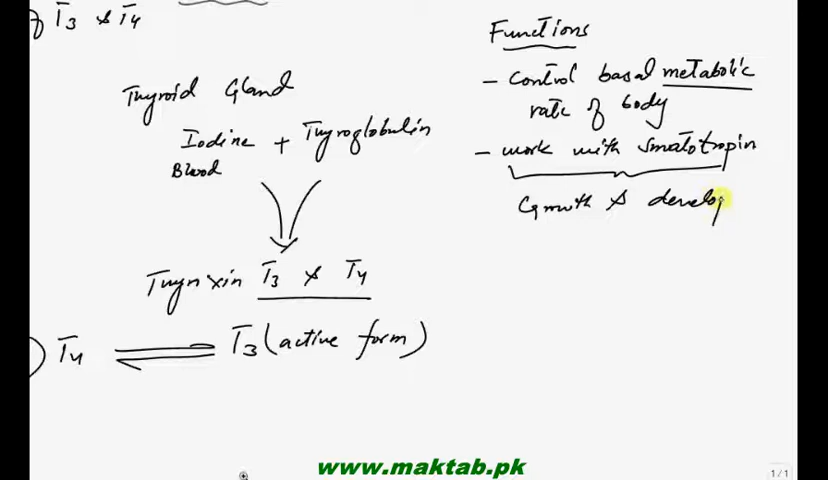 of T3 & T4
Functions
- Control basal metabolic
rate of body
- work with smatotropin
Growth & develop
Thyroid Gland
Iodine + Thyroglobulin
Blood
Thyroxin T3 & T4
T4 ⇌ T3 (active form)
www.maktab.pk
1/1